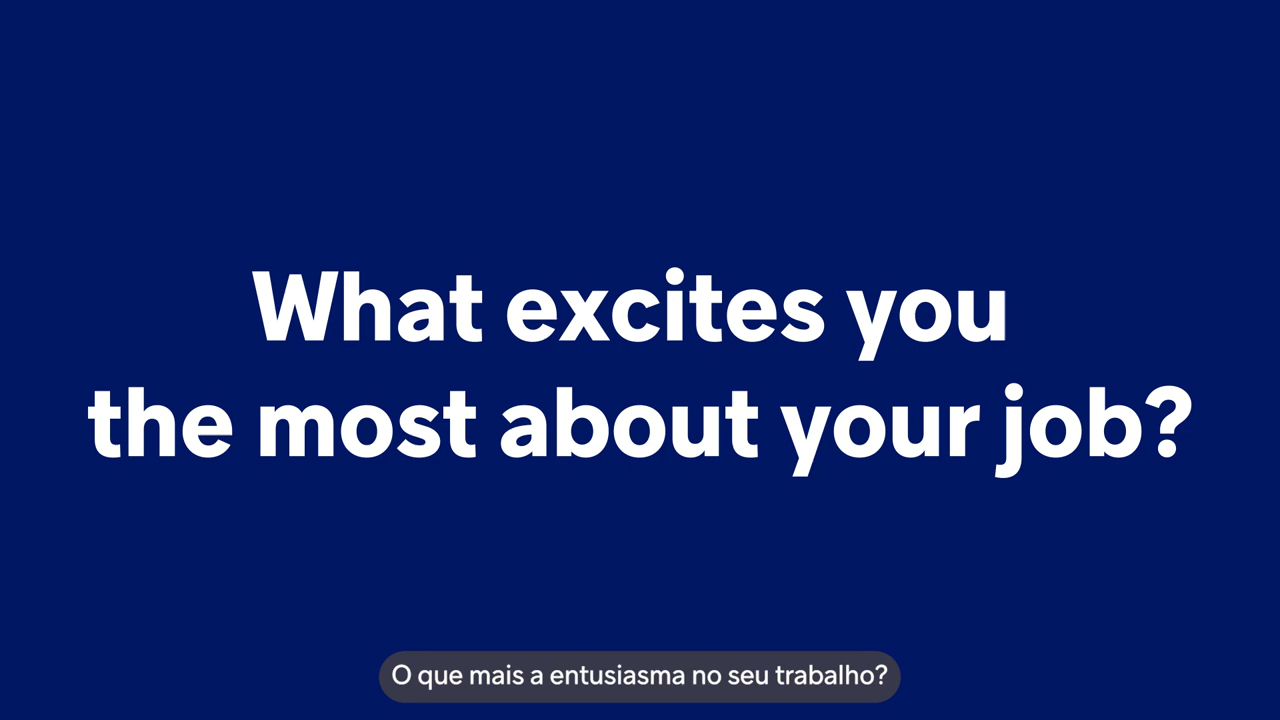 What excites you
the most about your job?
O que mais a entusiasma no seu trabalho?